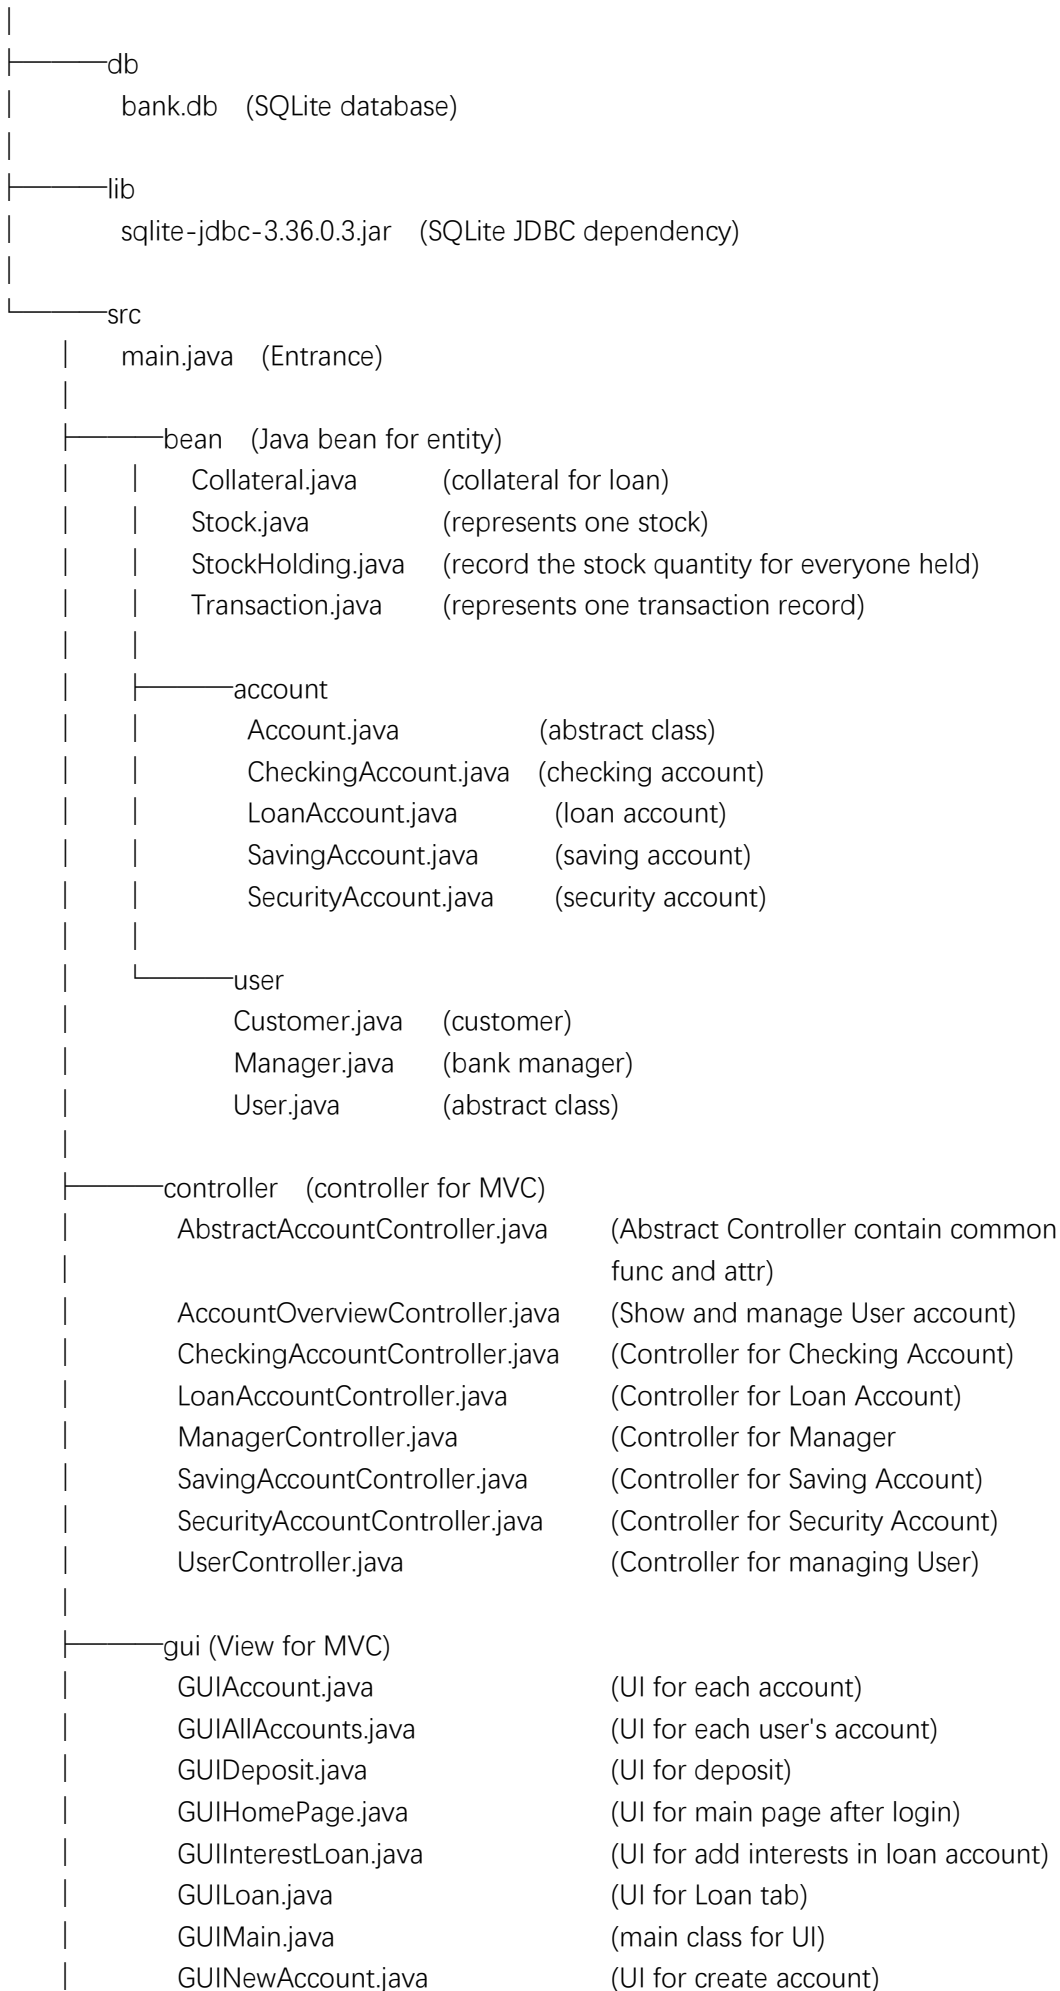 db
bank.db (SQLite database)
lib
sqlite-jdbc-3.36.0.3.jar (SQLite JDBC dependency)
src
main.java (Entrance)
bean (Java bean for entity)
Collateral.java (collateral for loan)
Stock.java (represents one stock)
StockHolding.java (record the stock quantity for everyone held)
Transaction.java (represents one transaction record)
account
Account.java (abstract class)
CheckingAccount.java (checking account)
LoanAccount.java (loan account)
SavingAccount.java (saving account)
SecurityAccount.java (security account)
user
Customer.java (customer)
Manager.java (bank manager)
User.java (abstract class)
controller (controller for MVC)
AbstractAccountController.java (Abstract Controller contain common
func and attr)
AccountOverviewController.java (Show and manage User account)
CheckingAccountController.java (Controller for Checking Account)
LoanAccountController.java (Controller for Loan Account)
ManagerController.java (Controller for Manager
SavingAccountController.java (Controller for Saving Account)
SecurityAccountController.java (Controller for Security Account)
UserController.java (Controller for managing User)
gui (View for MVC)
GUIAccount.java (UI for each account)
GUIAllAccounts.java (UI for each user's account)
GUIDeposit.java (UI for deposit)
GUIHomePage.java (UI for main page after login)
GUIInterestLoan.java (UI for add interests in loan account)
GUILoan.java (UI for Loan tab)
GUIMain.java (main class for UI)
GUINewAccount.java (UI for create account)